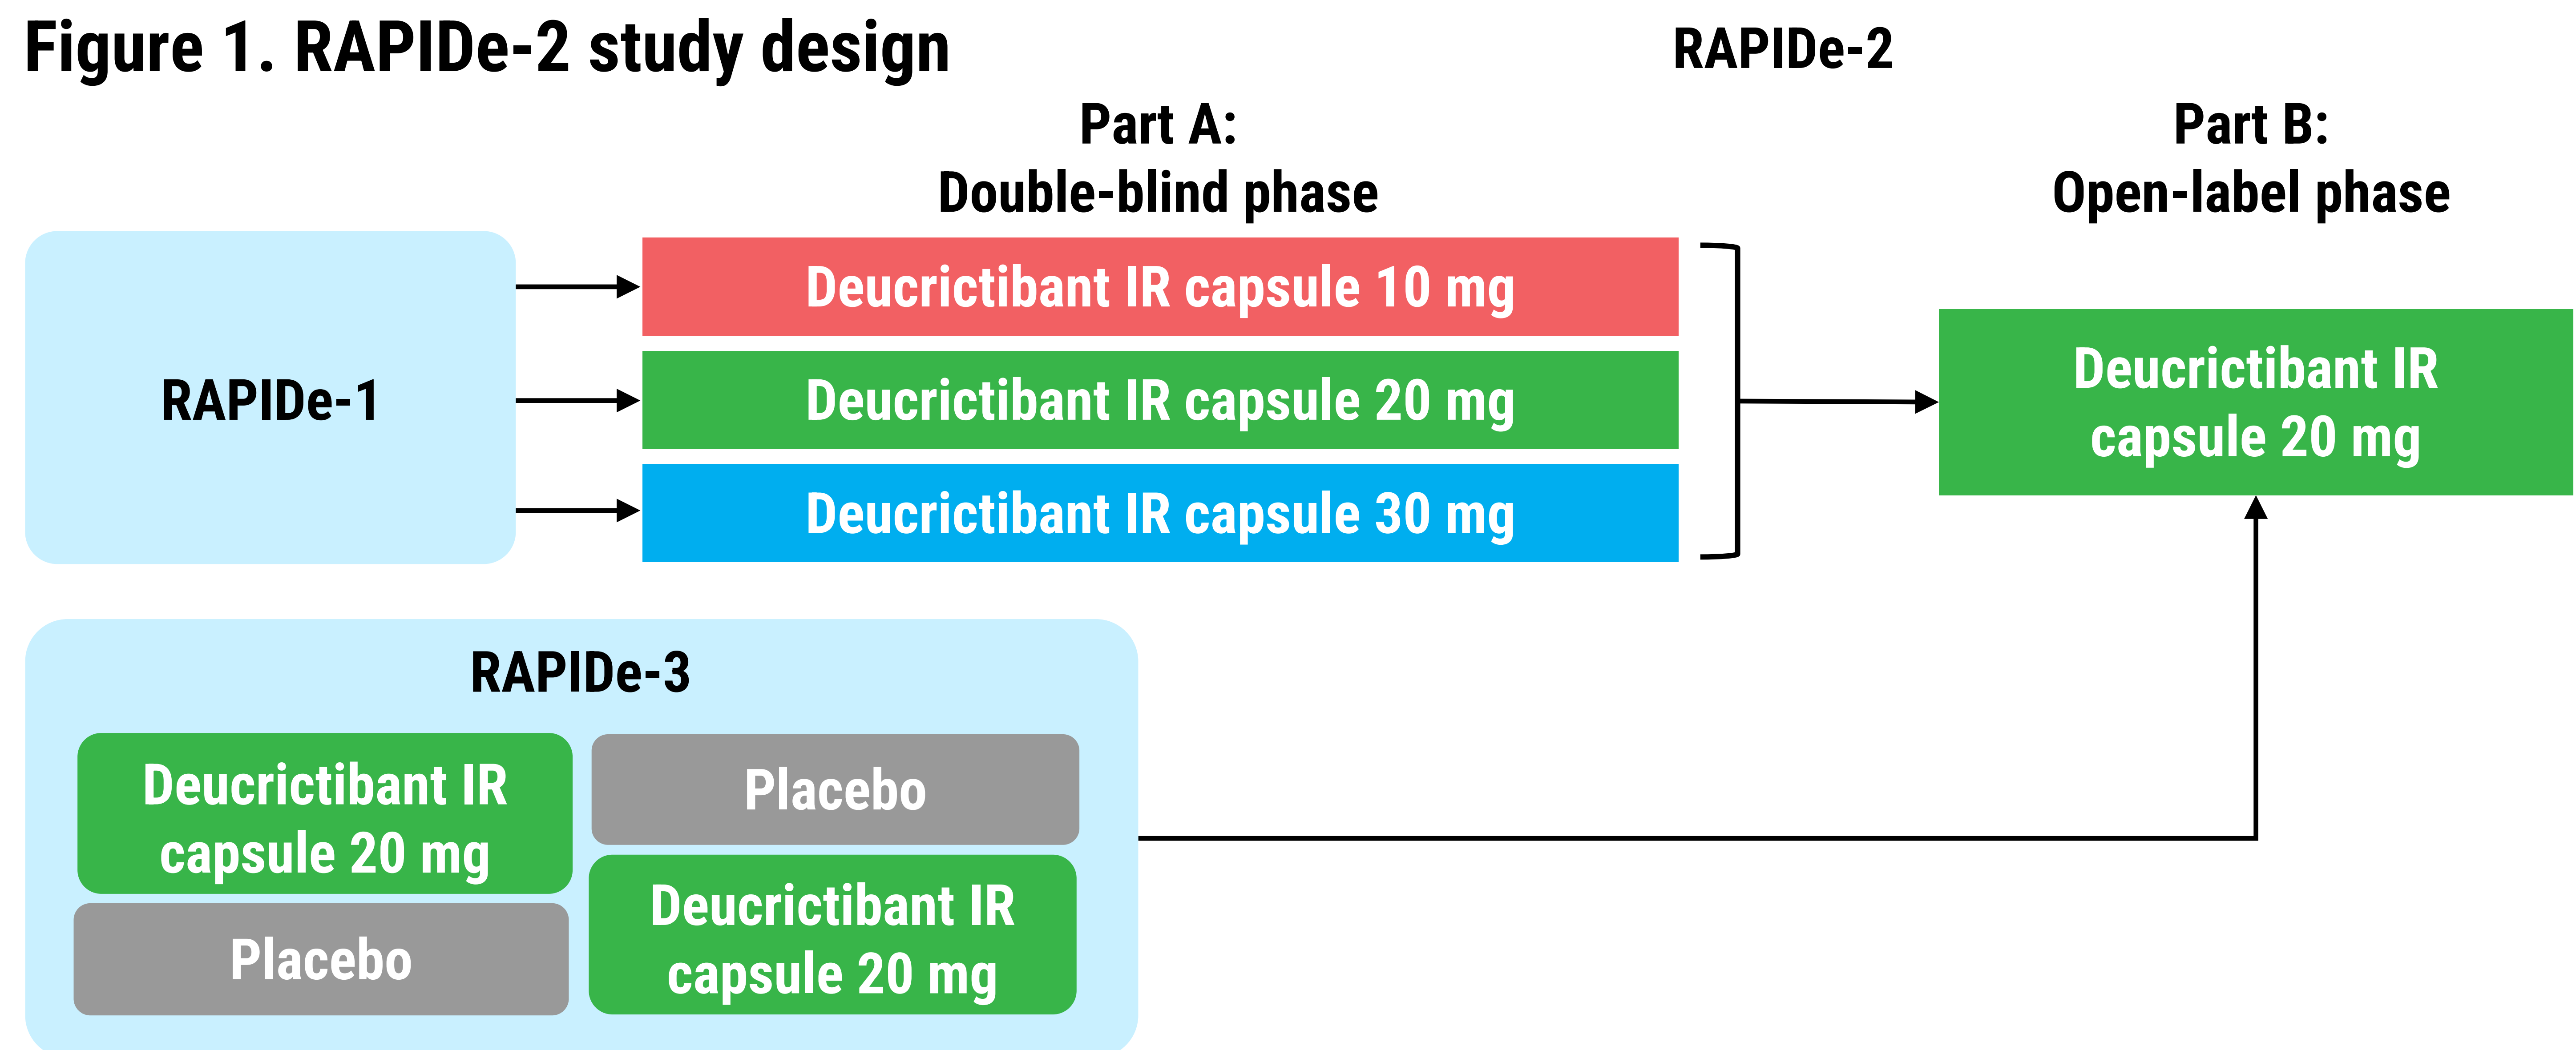 Figure 1. RAPIDe-2 study design
RAPIDe-2
Part A:
Double-blind phase
Part B:
Open-label phase
RAPIDe-1
Deucrictibant IR capsule 10 mg
Deucrictibant IR capsule 20 mg
Deucrictibant IR capsule 30 mg
Deucrictibant IR
capsule 20 mg
RAPIDe-3
Deucrictibant IR
capsule 20 mg
Placebo
Placebo
Deucrictibant IR
capsule 20 mg